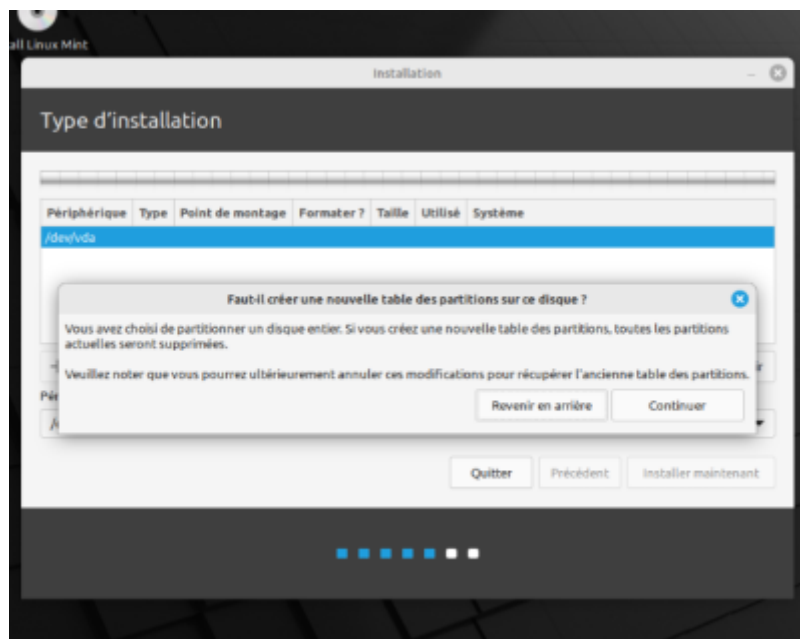 all Linux Mint
Installation
Type d'installation
Périphérique Type Point de montage Formater ? Taille Utilisé Système
/dev/vda
Faut-il créer une nouvelle table des partitions sur ce disque ?
Vous avez choisi de partitionner un disque entier. Si vous créez une nouvelle table des partitions, toutes les partitions
actuelles seront supprimées.
Veuillez noter que vous pourrez ultérieurement annuler ces modifications pour récupérer l'ancienne table des partitions.
Revenir en arrière Continuer
Quitter Précédent Installer maintenant